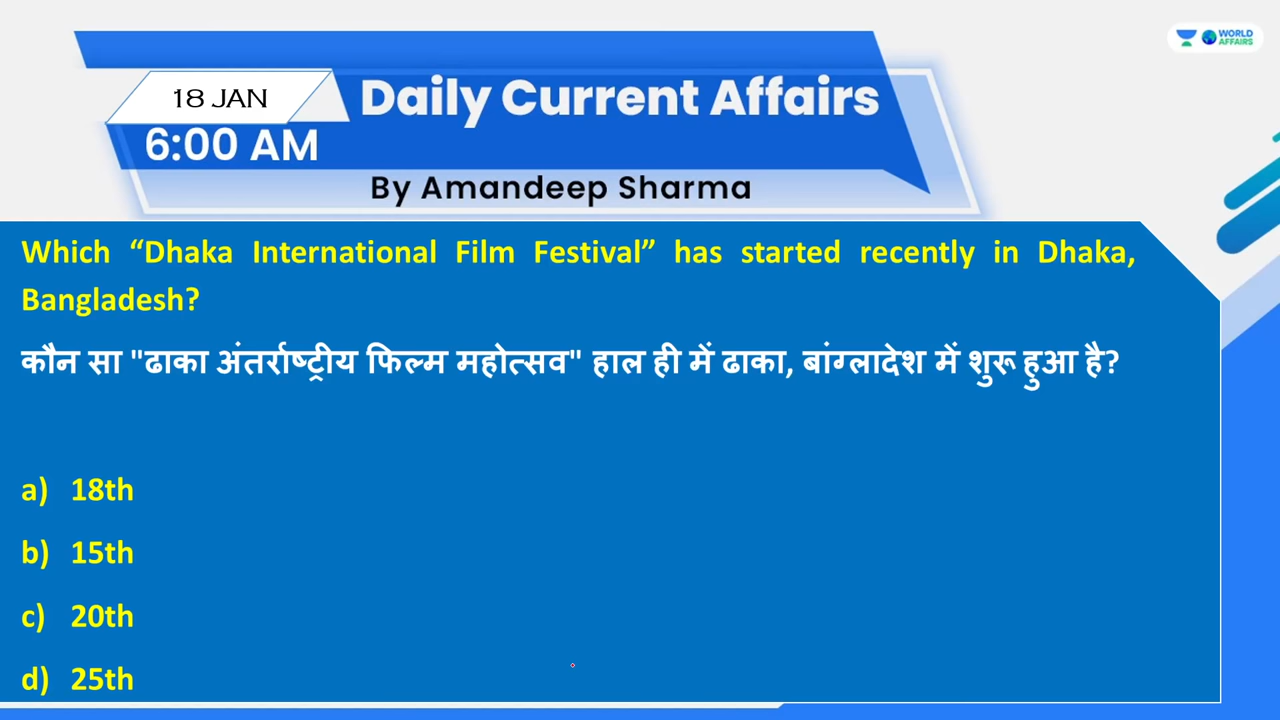 WORLD
AFFAIRS
18 JAN
Daily Current Affairs
6:00 AM
By Amandeep Sharma
Which “Dhaka International Film Festival” has started recently in Dhaka,
Bangladesh?
कौन सा "ढाका अंतर्राष्ट्रीय फिल्म महोत्सव" हाल ही में ढाका, बांग्लादेश में शुरू हुआ है?
a) 18th
b) 15th
c) 20th
d) 25th